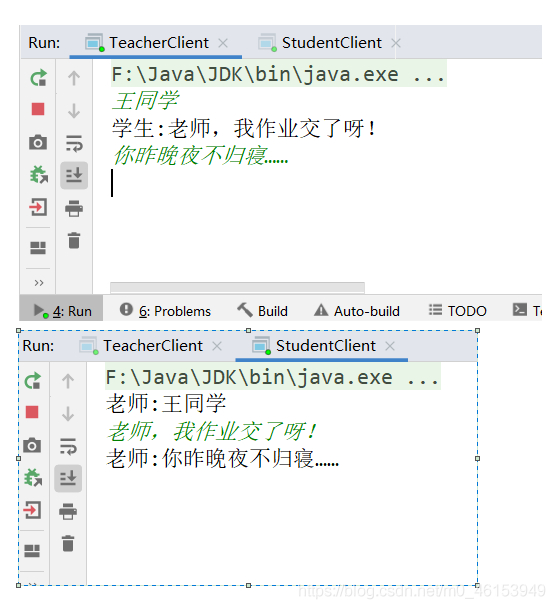 Run: TeacherClient × StudentClient ×
F:\Java\JDK\bin\java.exe ...
王同学
学生:老师，我作业交了呀！
你昨晚夜不归寝……
4: Run 6: Problems Build Auto-build TODO
Run: TeacherClient × StudentClient ×
F:\Java\JDK\bin\java.exe ...
老师:王同学
老师，我作业交了呀！
老师:你昨晚夜不归寝……
https://blog.csdn.net/m0_46153949